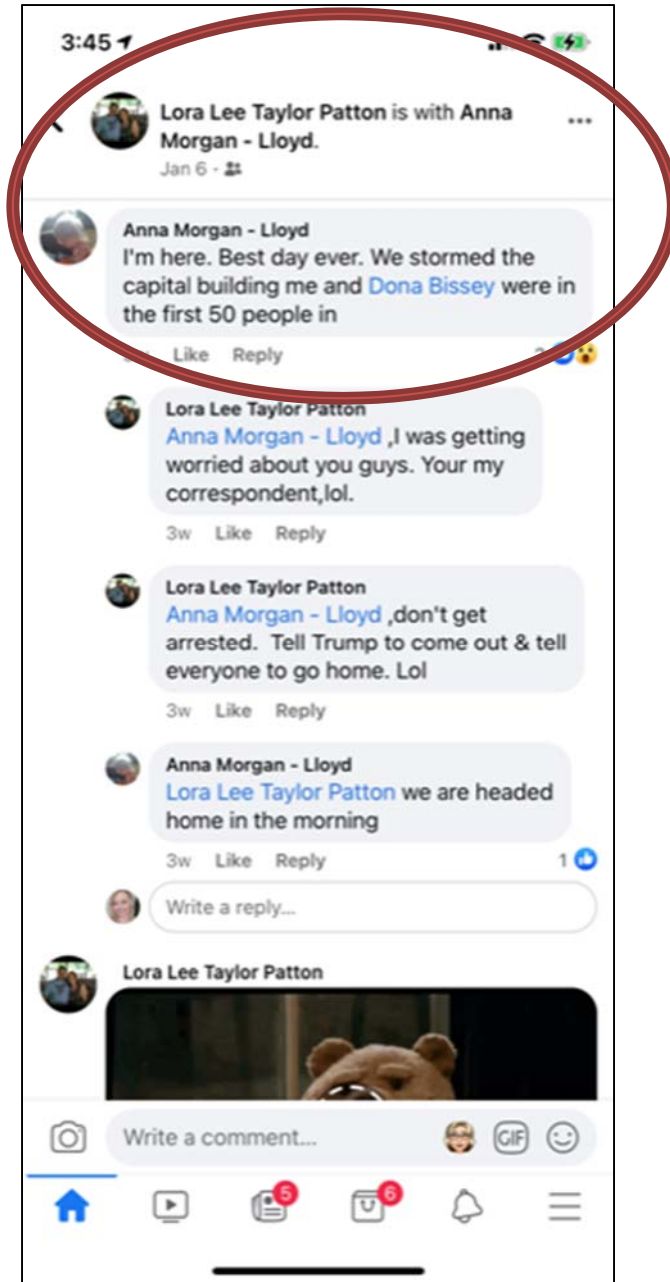 3:45
Lora Lee Taylor Patton is with Anna
Morgan - Lloyd.
Jan 6 -
Anna Morgan - Lloyd
I'm here. Best day ever. We stormed the
capital building me and Dona Bissey were in
the first 50 people in
Like Reply
Lora Lee Taylor Patton
Anna Morgan - Lloyd ,I was getting
worried about you guys. Your my
correspondent,lol.
3w Like Reply
Lora Lee Taylor Patton
Anna Morgan - Lloyd ,don't get
arrested. Tell Trump to come out & tell
everyone to go home. Lol
3w Like Reply
Anna Morgan - Lloyd
Lora Lee Taylor Patton we are headed
home in the morning
3w Like Reply 1
Write a reply...
Lora Lee Taylor Patton
Write a comment... GIF
5 6